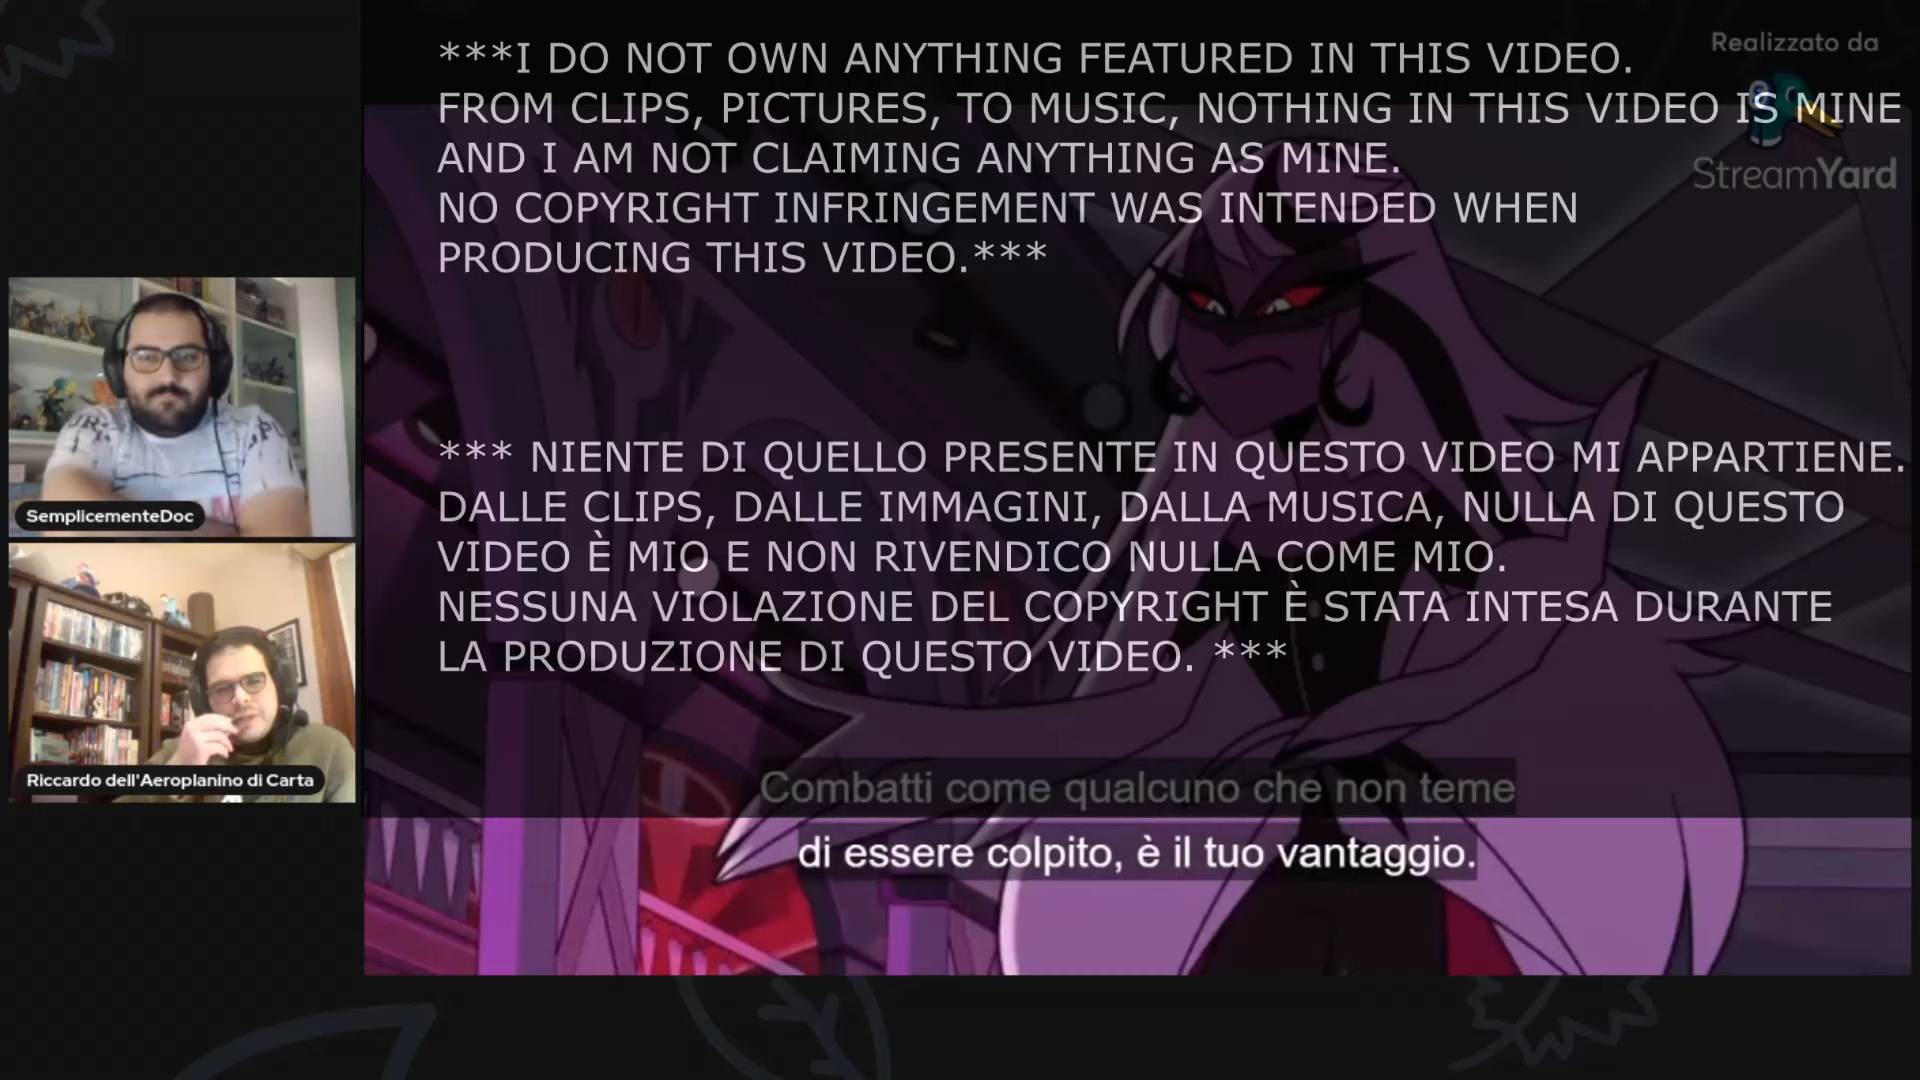 ***I DO NOT OWN ANYTHING FEATURED IN THIS VIDEO.
FROM CLIPS, PICTURES, TO MUSIC, NOTHING IN THIS VIDEO IS MINE
AND I AM NOT CLAIMING ANYTHING AS MINE.
NO COPYRIGHT INFRINGEMENT WAS INTENDED WHEN
PRODUCING THIS VIDEO.***
Realizzato da
StreamYard
*** NIENTE DI QUELLO PRESENTE IN QUESTO VIDEO MI APPARTIENE.
DALLE CLIPS, DALLE IMMAGINI, DALLA MUSICA, NULLA DI QUESTO
VIDEO È MIO E NON RIVENDICO NULLA COME MIO.
NESSUNA VIOLAZIONE DEL COPYRIGHT È STATA INTESA DURANTE
LA PRODUZIONE DI QUESTO VIDEO. ***
SemplicementeDoc
Riccardo dell'Aeroplanino di Carta
Combatti come qualcuno che non teme
di essere colpito, è il tuo vantaggio.